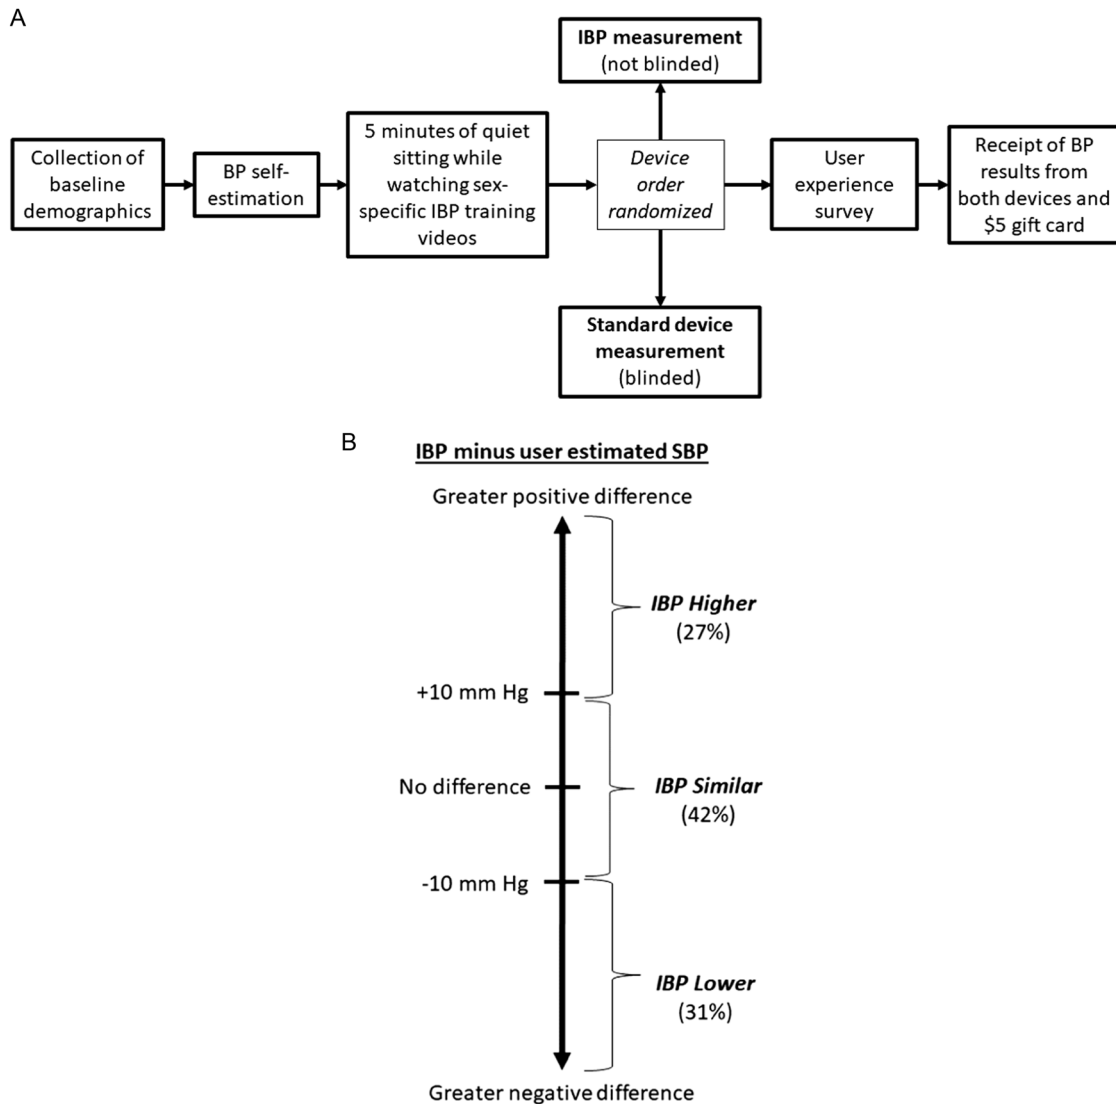 A
Collection of
baseline
demographics
BP self-
estimation
5 minutes of quiet
sitting while
watching sex-
specific IBP training
videos
IBP measurement
(not blinded)
Device
order
randomized
Standard device
measurement
(blinded)
User
experience
survey
Receipt of BP
results from
both devices and
$5 gift card
B
IBP minus user estimated SBP
Greater positive difference
IBP Higher
(27%)
+10 mm Hg
No difference
IBP Similar
(42%)
-10 mm Hg
IBP Lower
(31%)
Greater negative difference